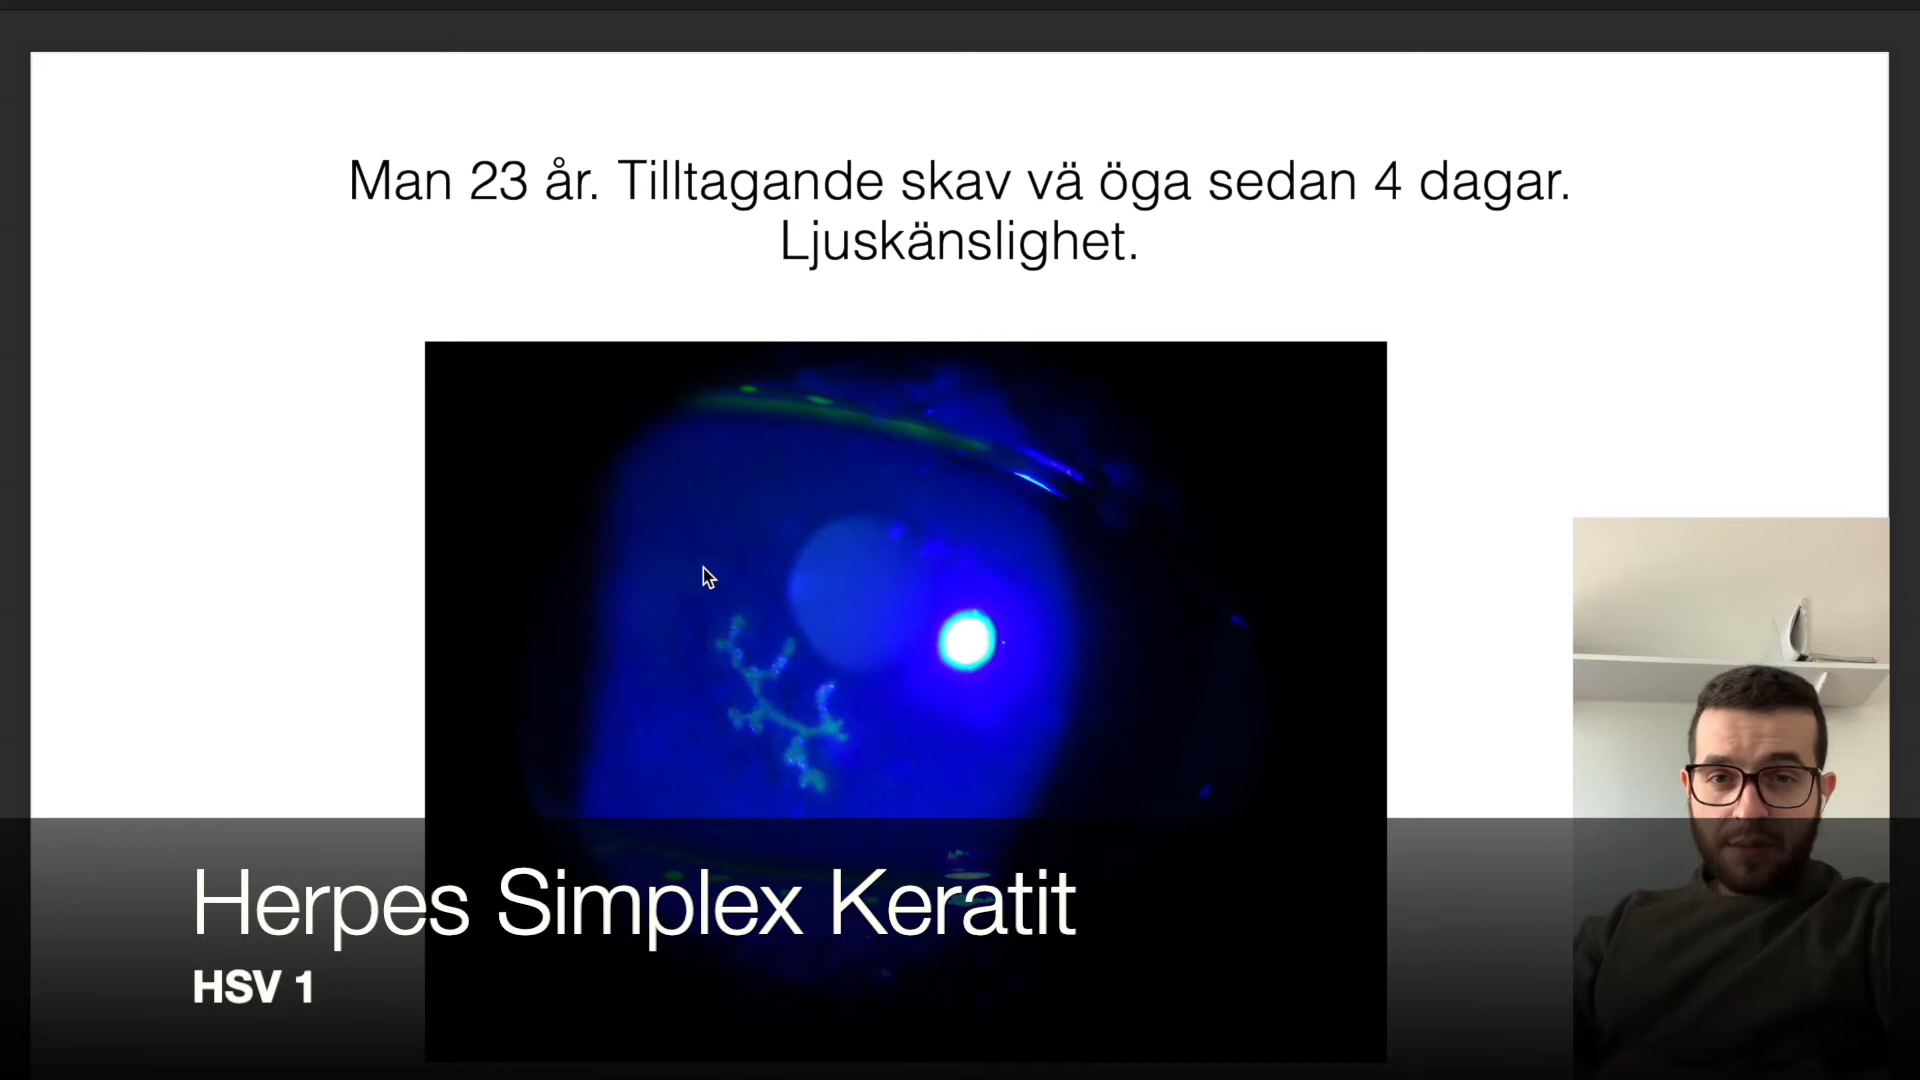 Man 23 år. Tilltagande skav vä öga sedan 4 dagar.
Ljuskänslighet.
Herpes Simplex Keratit
HSV 1